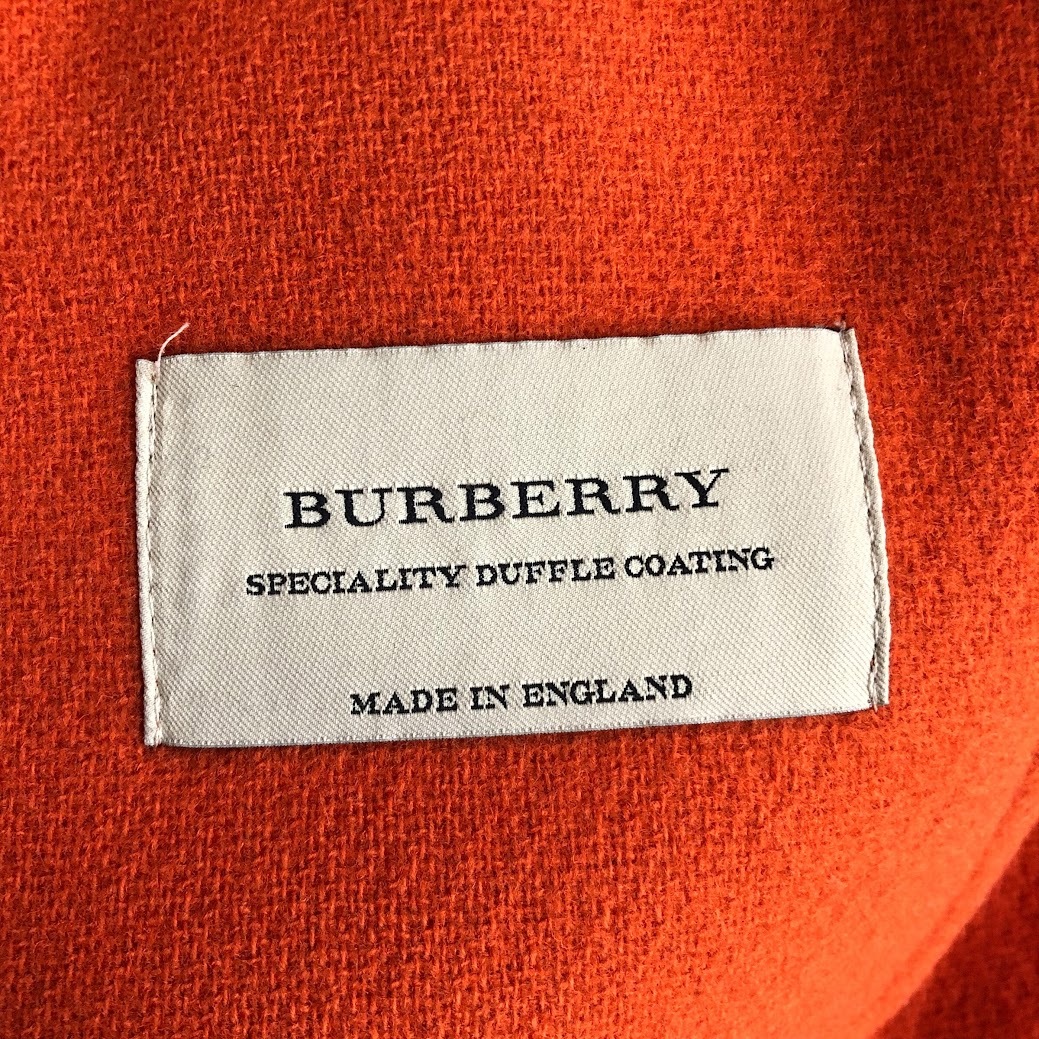 BURBERRY
SPECIALITY DUFFLE COATING
MADE IN ENGLAND